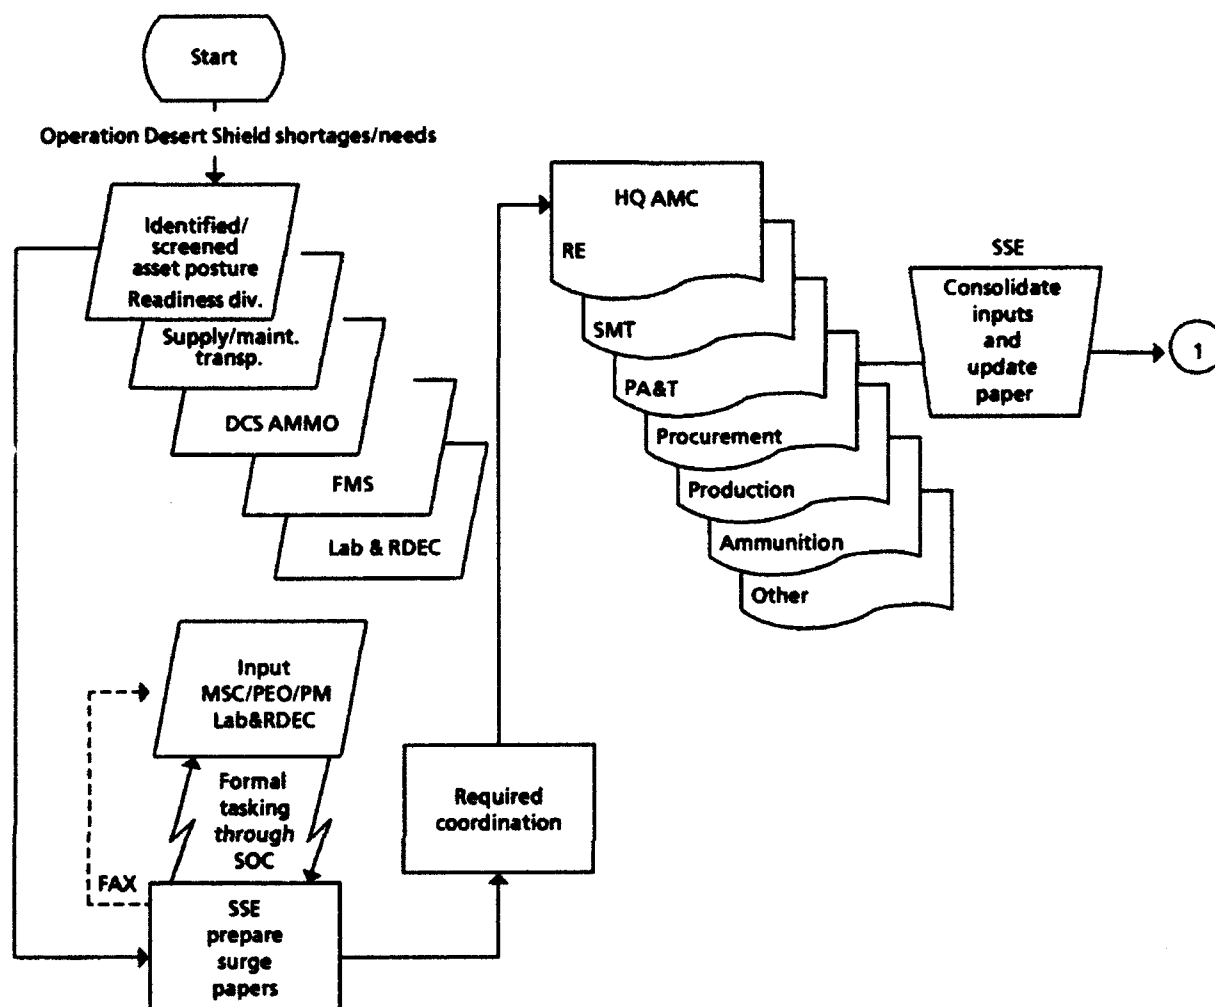 Start
Operation Desert Shield shortages/needs
Identified/
screened
asset posture
Readiness div.
Supply/maint.
transp.
DCS AMMO
FMS
Lab & RDEC
Input
MSC/PEO/PM
Lab&RDEC
Formal
tasking
through
SOC
FAX
SSE
prepare
surge
papers
Required
coordination
HQ AMC
RE
SMT
PA&T
Procurement
Production
Ammunition
Other
SSE
Consolidate
inputs
and
update
paper
1